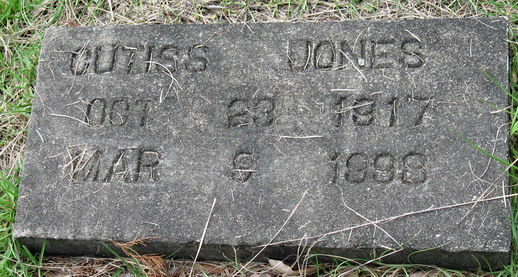 CUTISS JONES
OCT 23 1917
MAR 9 1998